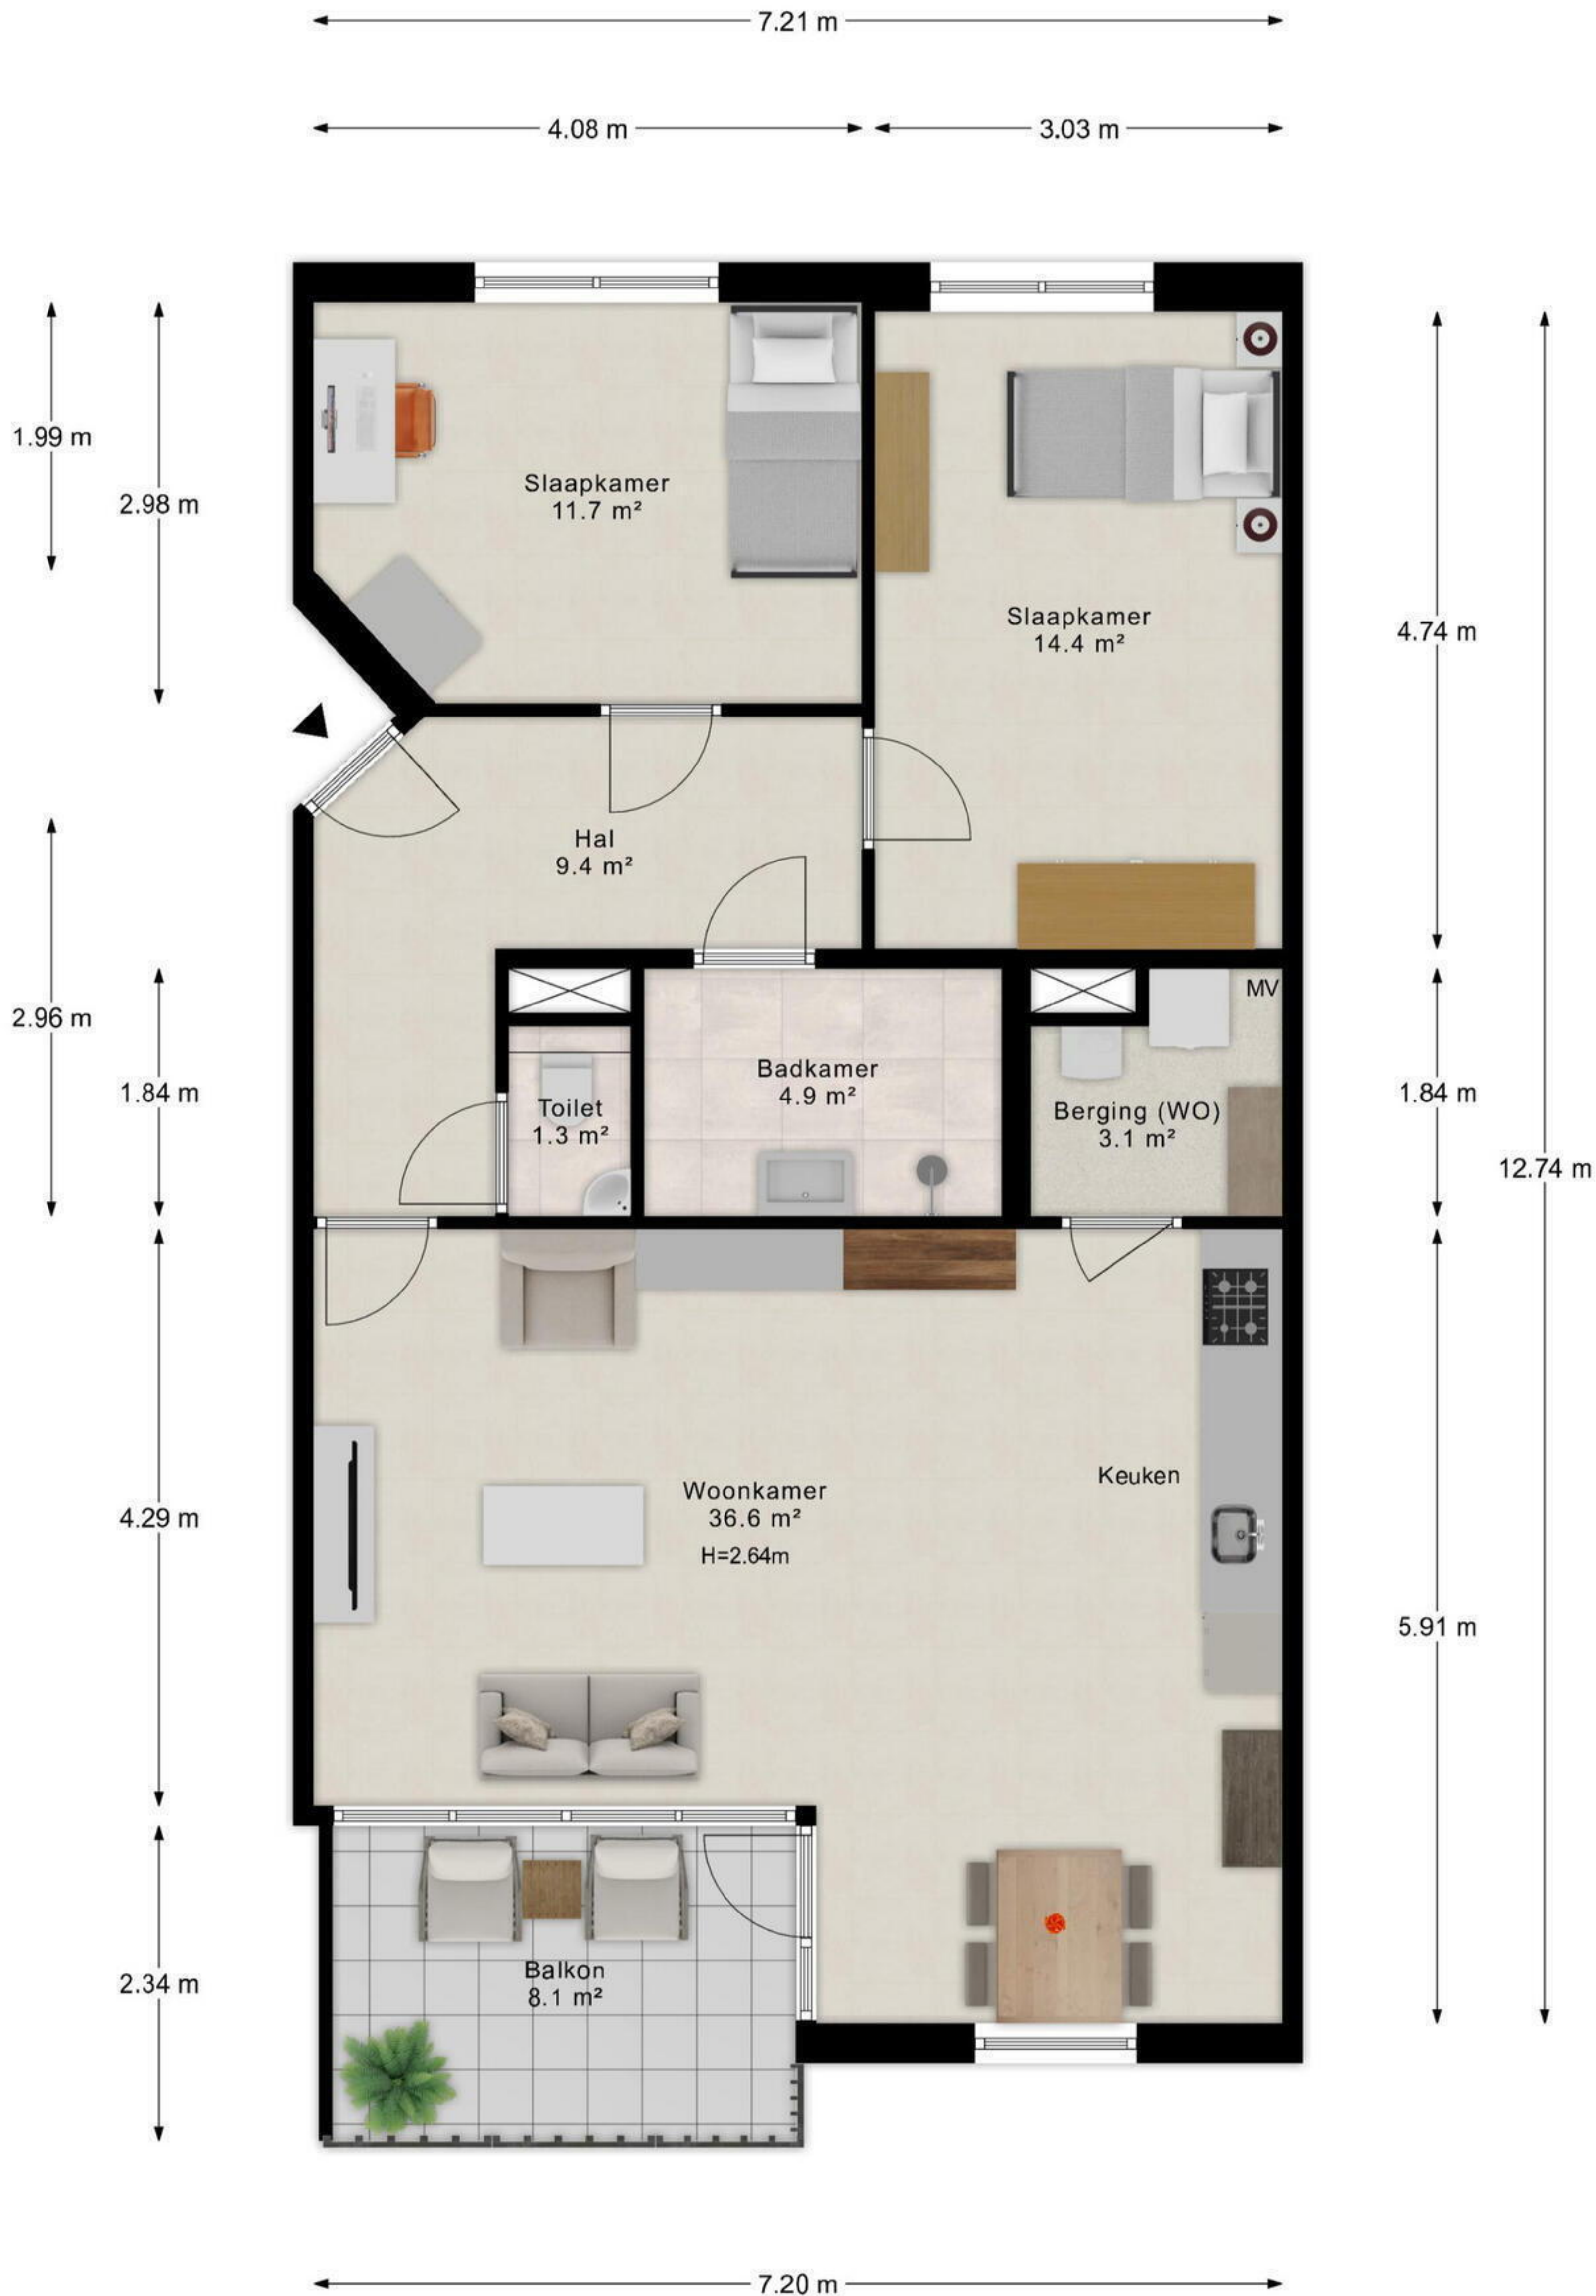 7.21 m
4.08 m
3.03 m
1.99 m
2.98 m
Slaapkamer
11.7 m²
Slaapkamer
14.4 m²
4.74 m
Hal
9.4 m²
2.96 m
1.84 m
Toilet
1.3 m²
Badkamer
4.9 m²
MV
Berging (WO)
3.1 m²
1.84 m
12.74 m
4.29 m
Woonkamer
36.6 m²
H=2.64m
Keuken
5.91 m
2.34 m
Balkon
8.1 m²
7.20 m